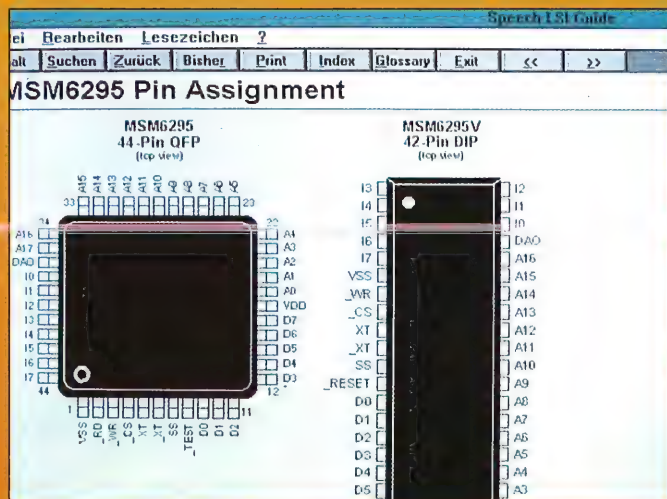 Speech LSI Guide
ei Bearbeiten Lesezeichen ?
alt Suchen Zurück Bisher Print Index Glossary Exit << >>
MSM6295 Pin Assignment
MSM6295
44-Pin QFP
(top view)
A15 A14 A13 A12 A11 A10 A9 A8 A7 A6 A5
33 23
34 22
A16
A17
DAO
I0
I1
I2
I3
I4
I5
I6
I7
44
A4
A3
A2
A1
A0
VDD
D7
D6
D5
D4
D3
12
1 11
VSS _RD _WR _CS XT _XT SS _TEST D0 D1 D2
MSM6295V
42-Pin DIP
(top view)
I3 I2
I4 I1
I5 I0
I6 DAO
I7 A16
VSS A15
_WR A14
_CS A13
XT A12
_XT A11
SS A10
_RESET A9
D0 A8
D1 A7
D2 A6
D3 A5
D4 A4
D5 A3